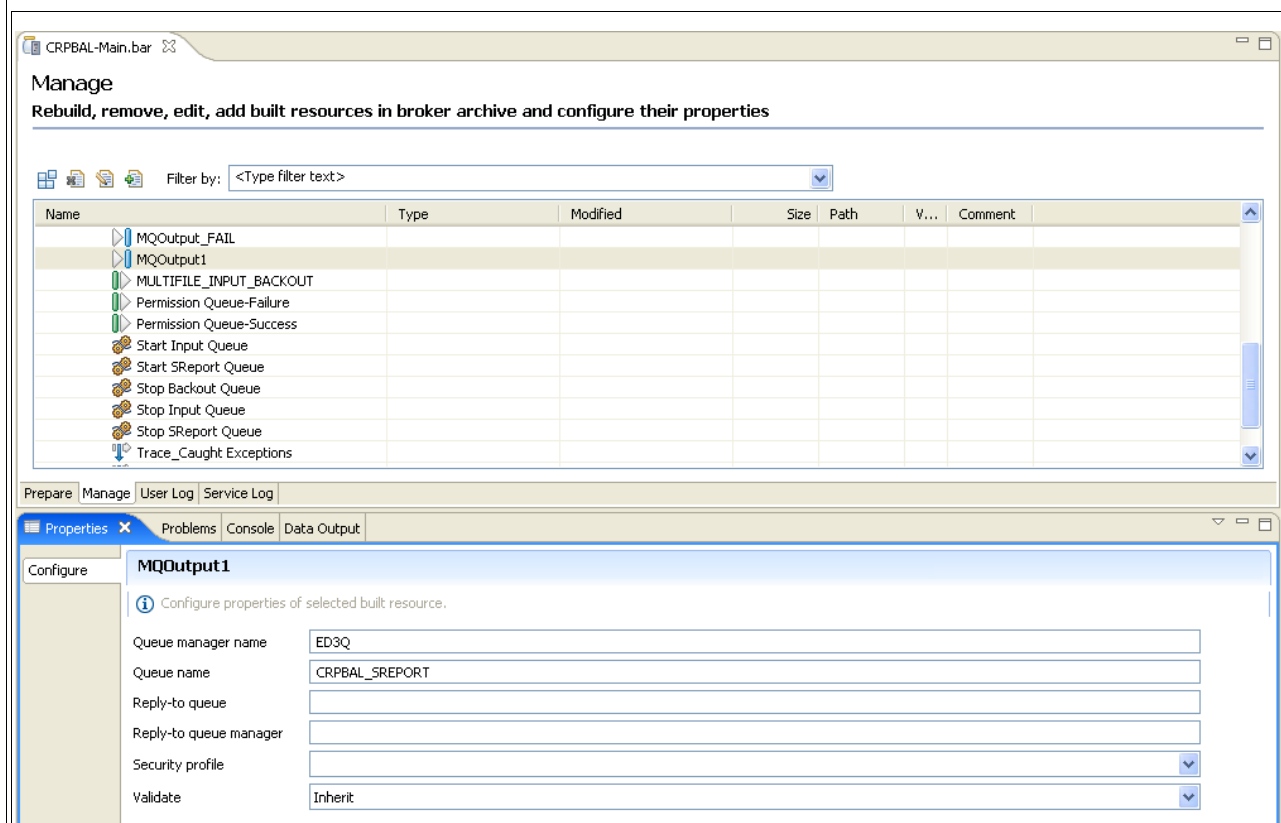 CRPBAL-Main.bar
Manage
Rebuild, remove, edit, add built resources in broker archive and configure their properties
Filter by: <Type filter text>
Name Type Modified Size Path V... Comment
MQOutput_FAIL
MQOutput1
MULTIFILE_INPUT_BACKOUT
Permission Queue-Failure
Permission Queue-Success
Start Input Queue
Start SReport Queue
Stop Backout Queue
Stop Input Queue
Stop SReport Queue
Trace_Caught Exceptions
Prepare Manage User Log Service Log
Properties Problems Console Data Output
Configure MQOutput1
Configure properties of selected built resource.
Queue manager name ED3Q
Queue name CRPBAL_SREPORT
Reply-to queue
Reply-to queue manager
Security profile
Validate Inherit